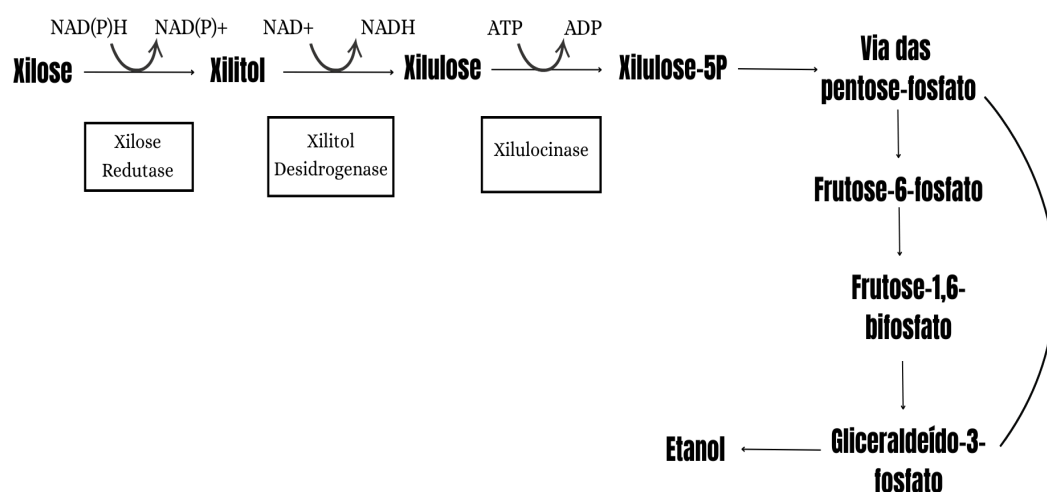 NAD(P)H NAD(P)+ NAD+ NADH ATP ADP
Xilose Xilitol Xilulose Xilulose-5P
Via das
pentose-fosfato
Xilose
Redutase
Xilitol
Desidrogenase
Xilulocinase
Frutose-6-fosfato
Frutose-1,6-
bifosfato
Gliceraldeído-3-
fosfato
Etanol